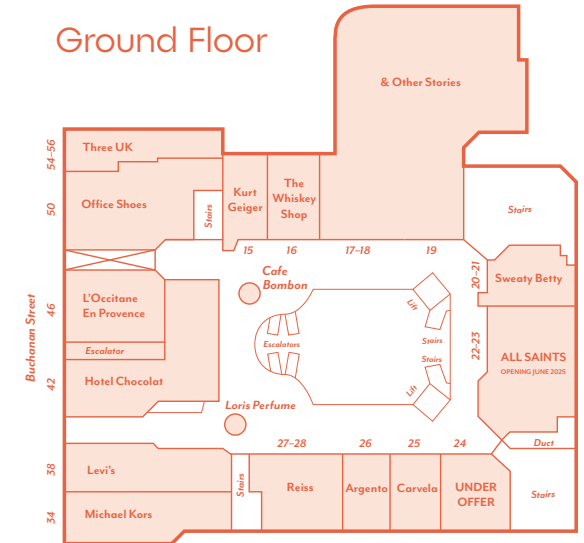 Ground Floor
& Other Stories
54–56
Three UK
50
Office Shoes
Stairs
Kurt
Geiger
The
Whiskey
Shop
Stairs
15
16
17–18
19
20–21
Sweaty Betty
Cafe
Bombon
Buchanan Street
46
L'Occitane
En Provence
Lift
Escalators
Stairs
Stairs
Lift
22–23
ALL SAINTS
OPENING JUNE 2025
Escalator
42
Hotel Chocolat
Loris Perfume
27–28
26
25
24
Duct
38
Levi's
Stairs
Reiss
Argento
Carvela
UNDER
OFFER
Stairs
34
Michael Kors